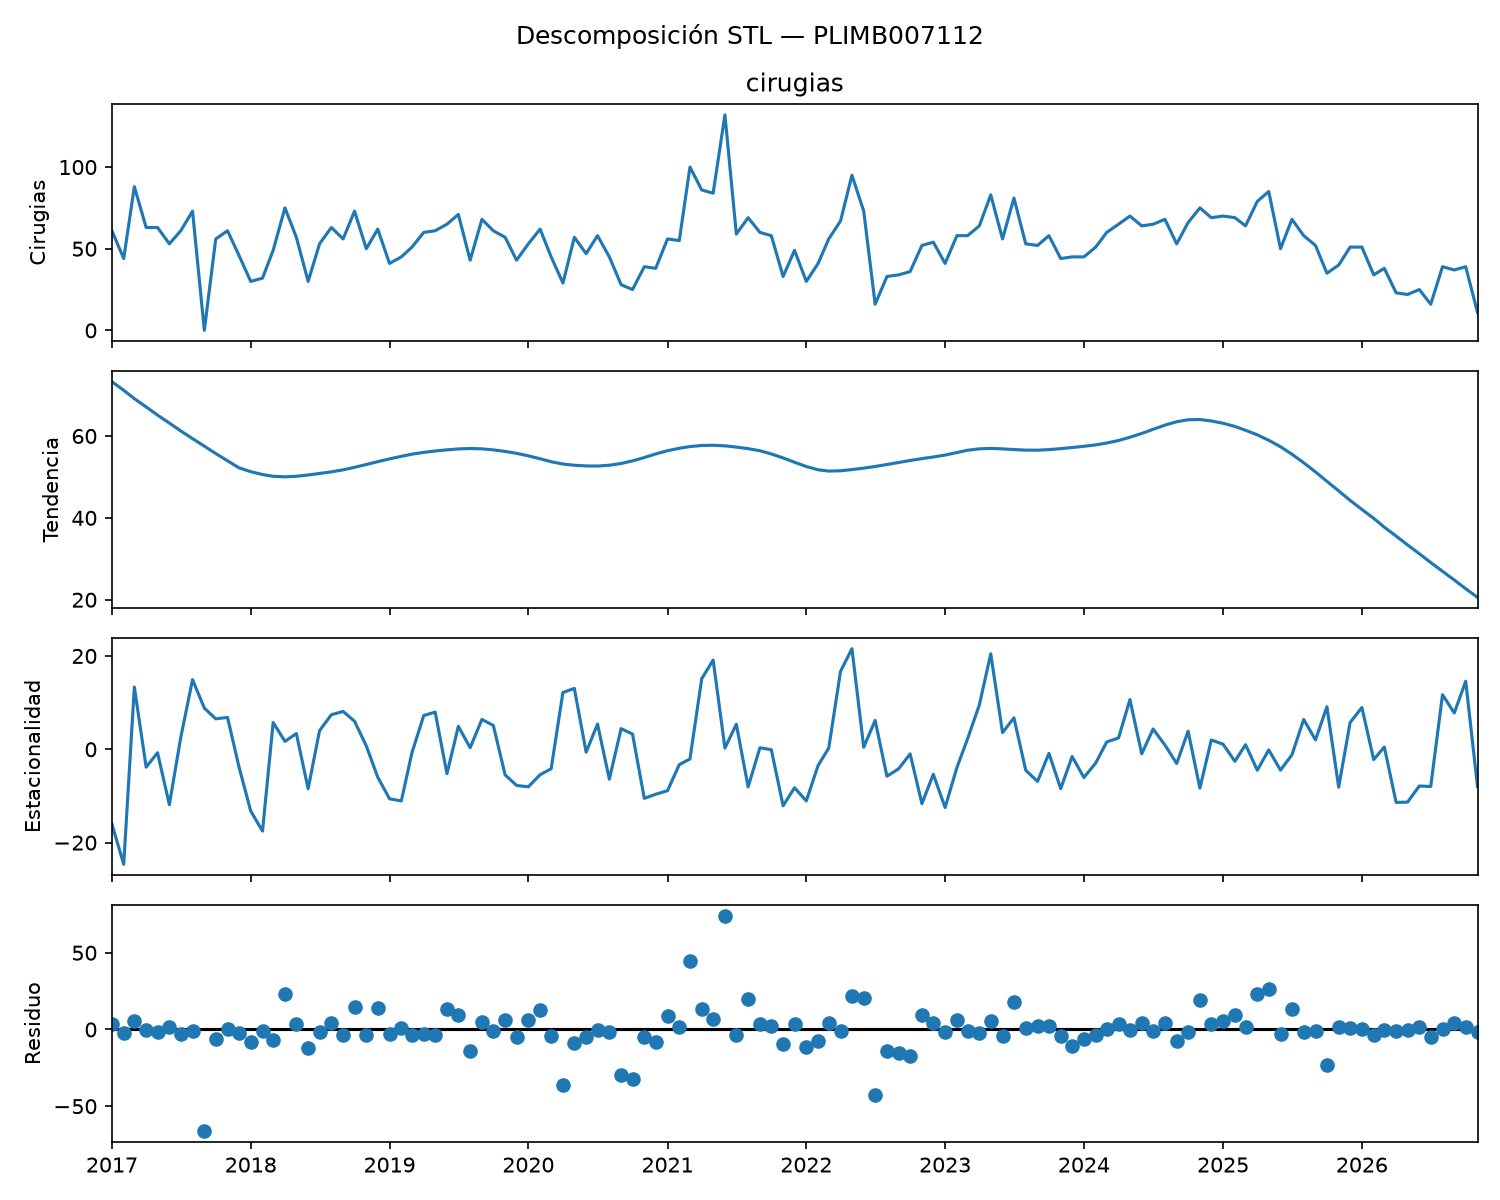 Descomposición STL — PLIMB007112
cirugias
Cirugias
100
50
0
Tendencia
60
40
20
Estacionalidad
20
0
−20
Residuo
50
0
−50
2017 2018 2019 2020 2021 2022 2023 2024 2025 2026